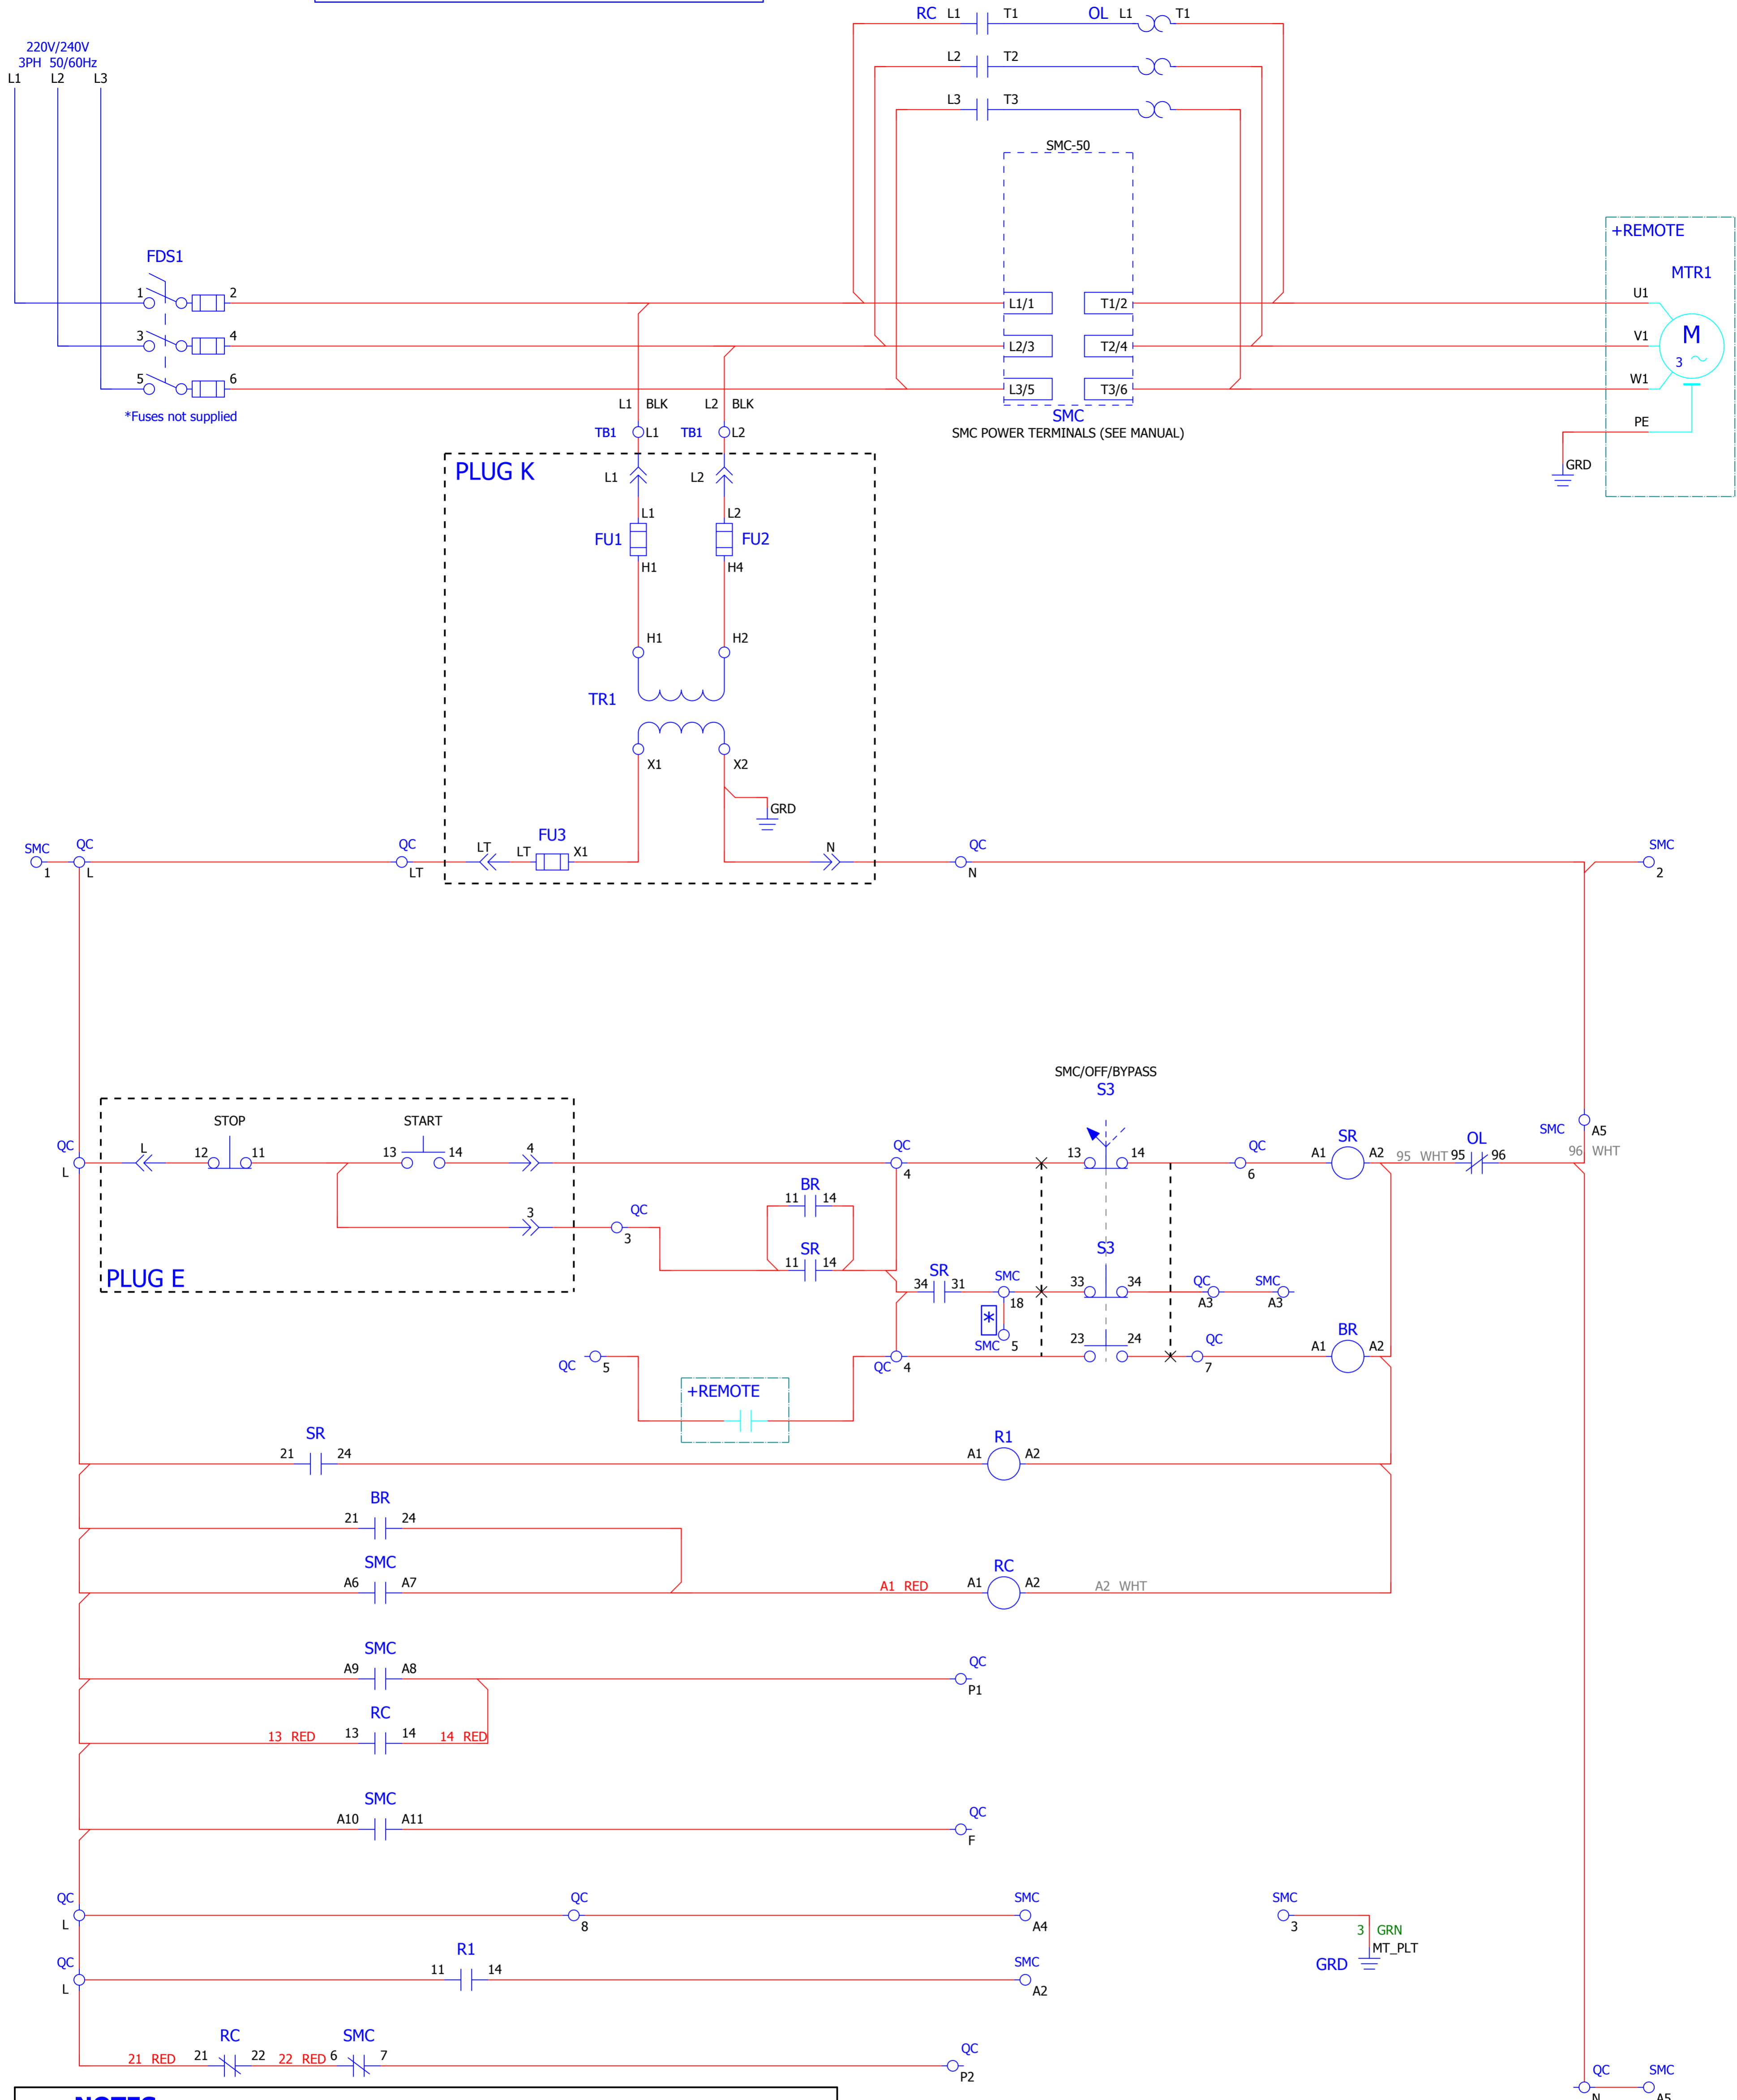 RC L1 T1 OL L1 T1
220V/240V
3PH 50/60Hz
L1 L2 L3
L2 T2
L3 T3
SMC-50
+REMOTE
MTR1
FDS1
1 2
L1/1 T1/2
U1
3 4
L2/3 T2/4
V1
M
3
5 6
L3/5 T3/6
W1
*Fuses not supplied
L1 BLK L2 BLK
SMC
SMC POWER TERMINALS (SEE MANUAL)
PE
TB1 L1 TB1 L2
GRD
PLUG K
L1 L2
L1 L2
FU1 FU2
H1 H4
H1 H2
TR1
X1 X2
GRD
SMC QC QC FU3 QC SMC
LT LT X1 N
1 L LT N 2
SMC/OFF/BYPASS
S3
STOP START
SMC A5
QC L 12 11 13 14 4 QC 13 14 QC SR OL
A1 A2 95 WHT 95 96 96 WHT
L 4 6
BR
11 14
3 QC
3
SR
11 14
S3
PLUG E
SR SMC
34 31 33 34 QC SMC
18 A3 A3
*
SMC 5
23 24 QC BR
A1 A2
QC 5 QC 4 7
+REMOTE
SR R1
21 24 A1 A2
BR
21 24
SMC RC
A6 A7 A1 RED A1 A2 A2 WHT
SMC
A9 A8 QC
P1
RC
13 RED 13 14 14 RED
SMC
A10 A11 QC
F
QC QC SMC SMC
L 8 A4 3
3 GRN
MT_PLT
GRD
R1
QC 11 14 SMC
L A2
RC SMC
21 RED 21 22 22 RED 6 7 QC
P2
QC SMC
N A5
NOTES